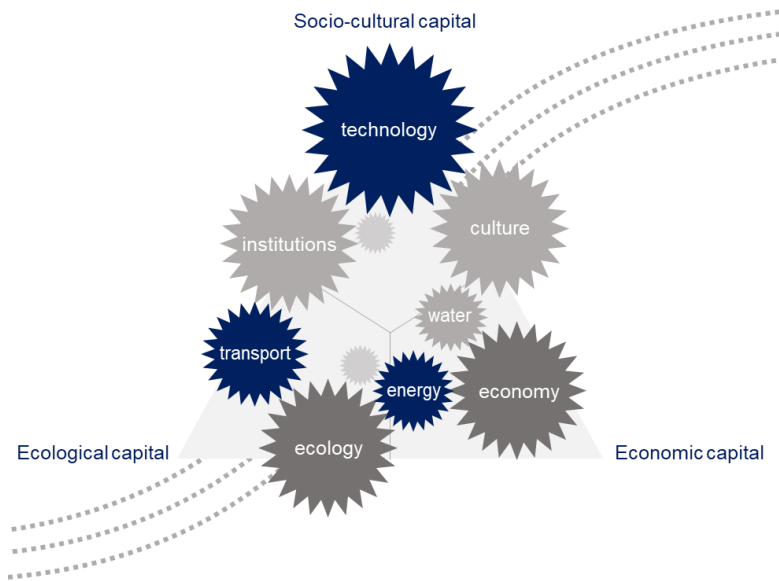 Socio-cultural capital
technology
culture
institutions
water
transport
energy
economy
ecology
Ecological capital
Economic capital